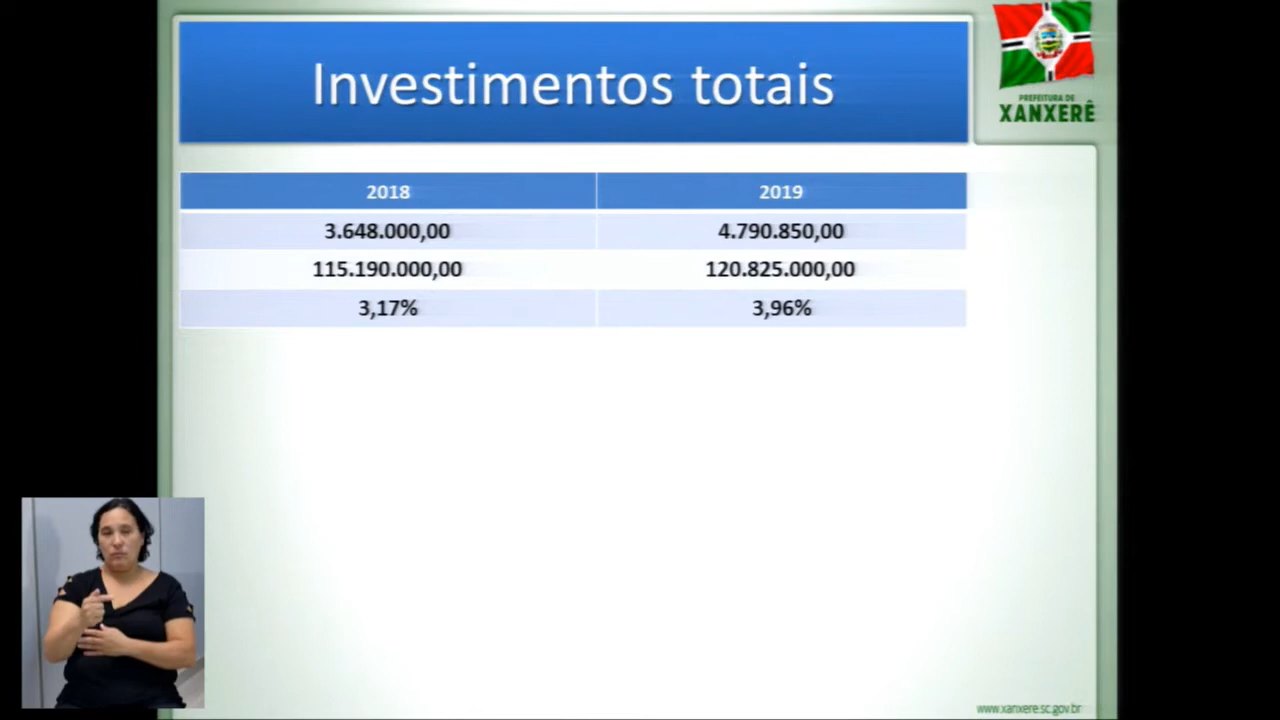 Investimentos totais
PREFEITURA DE
XANXERÊ
2018 2019
3.648.000,00 4.790.850,00
115.190.000,00 120.825.000,00
3,17% 3,96%
www.xanxere.sc.gov.br